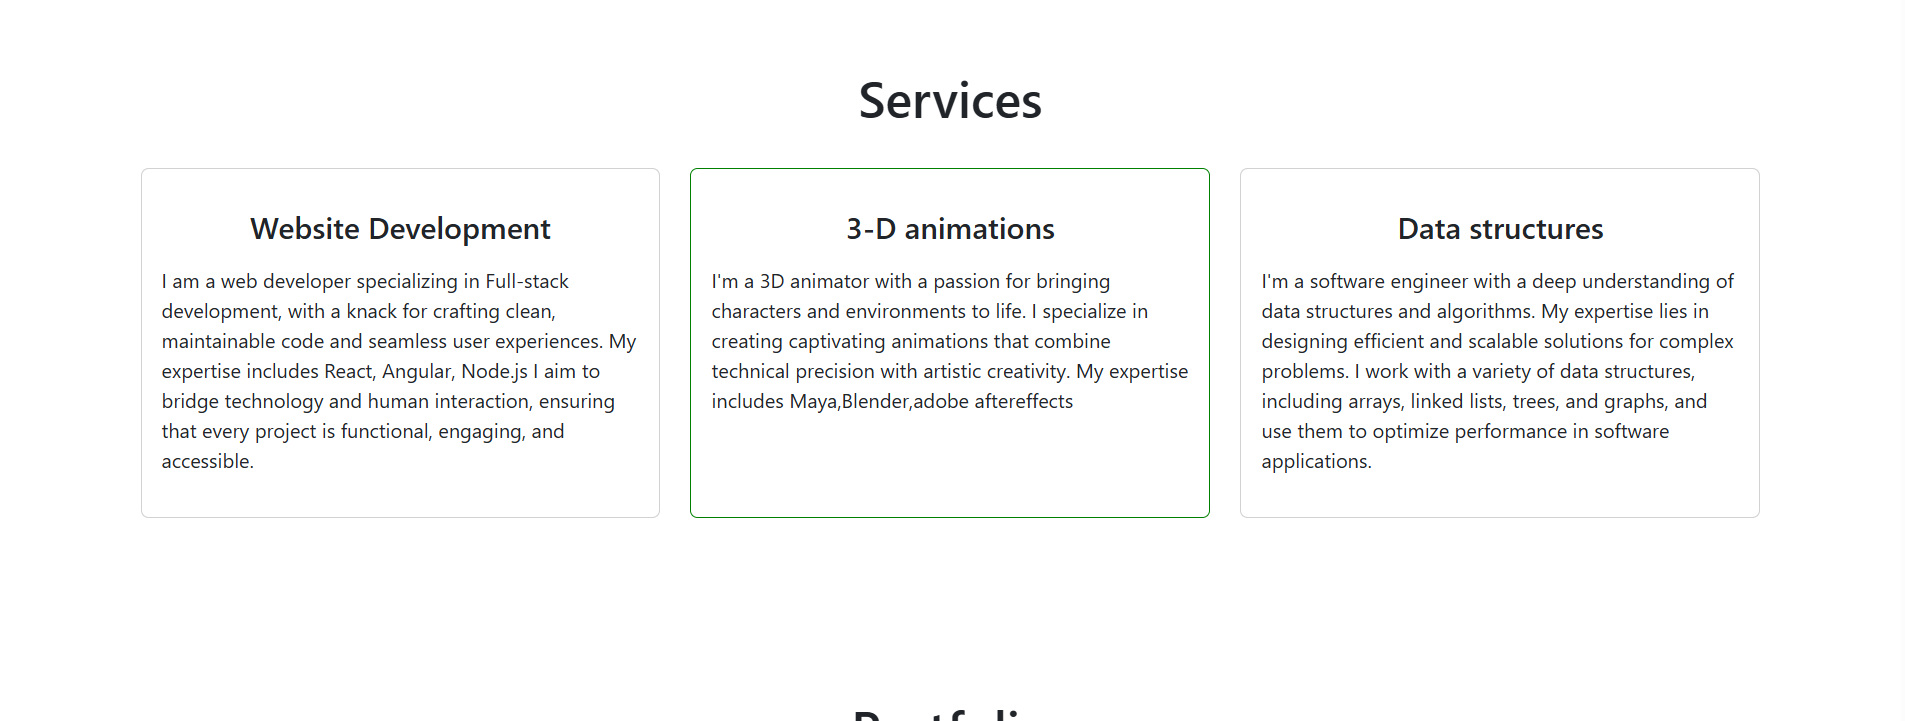 Services
Website Development
I am a web developer specializing in Full-stack
development, with a knack for crafting clean,
maintainable code and seamless user experiences. My
expertise includes React, Angular, Node.js I aim to
bridge technology and human interaction, ensuring
that every project is functional, engaging, and
accessible.
3-D animations
I'm a 3D animator with a passion for bringing
characters and environments to life. I specialize in
creating captivating animations that combine
technical precision with artistic creativity. My expertise
includes Maya,Blender,adobe aftereffects
Data structures
I'm a software engineer with a deep understanding of
data structures and algorithms. My expertise lies in
designing efficient and scalable solutions for complex
problems. I work with a variety of data structures,
including arrays, linked lists, trees, and graphs, and
use them to optimize performance in software
applications.